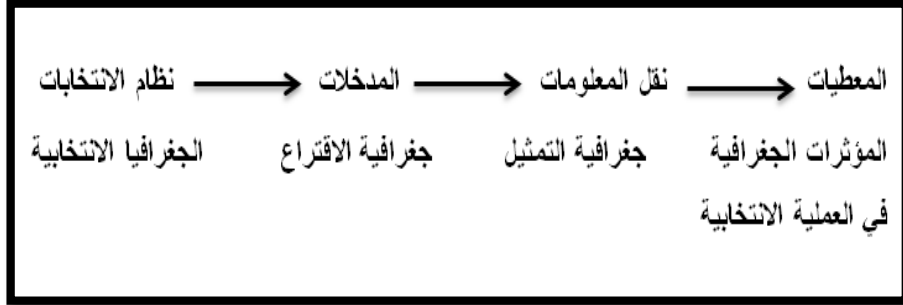 المعطيات نقل المعلومات المدخلات نظام الانتخابات
المؤثرات الجغرافية جغرافية التمثيل جغرافية الاقتراع الجغرافيا الانتخابية
في العملية الانتخابية